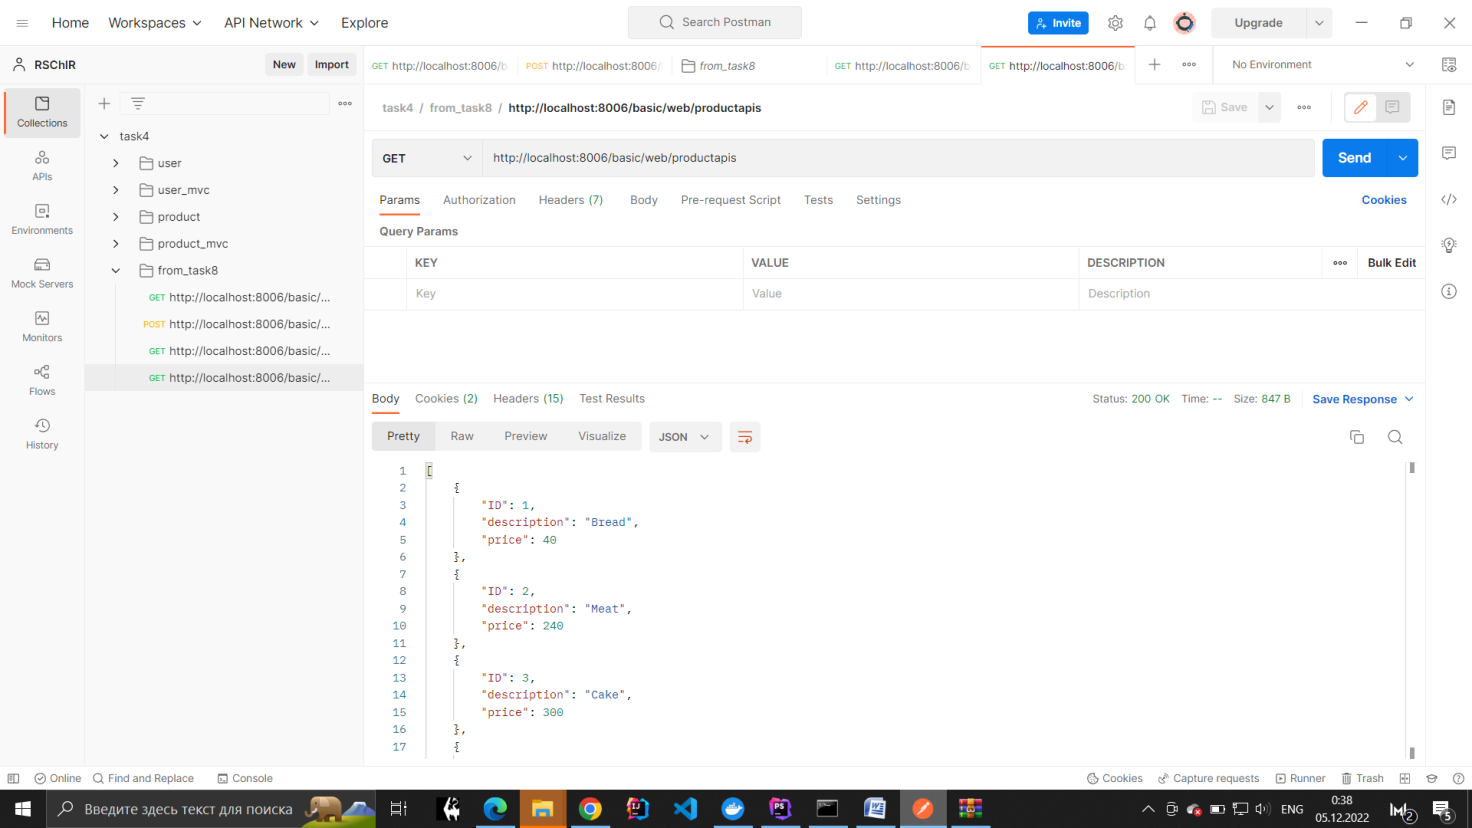 Home Workspaces API Network Explore
Search Postman
Invite
Upgrade
RSChIR
New Import
GET http://localhost:8006/b
POST http://localhost:8006/
from_task8
GET http://localhost:8006/b
GET http://localhost:8006/b
No Environment
Collections
APIs
Environments
Mock Servers
Monitors
Flows
History
task4
user
user_mvc
product
product_mvc
from_task8
GET http://localhost:8006/basic/...
POST http://localhost:8006/basic/...
GET http://localhost:8006/basic/...
GET http://localhost:8006/basic/...
task4 / from_task8 / http://localhost:8006/basic/web/productapis
Save
GET http://localhost:8006/basic/web/productapis
Send
Params Authorization Headers (7) Body Pre-request Script Tests Settings
Cookies
Query Params
KEY VALUE DESCRIPTION
Bulk Edit
Key Value Description
Body Cookies (2) Headers (15) Test Results
Status: 200 OK Time: -- Size: 847 B Save Response
Pretty Raw Preview Visualize JSON
1 [
2 {
3 "ID": 1,
4 "description": "Bread",
5 "price": 40
6 },
7 {
8 "ID": 2,
9 "description": "Meat",
10 "price": 240
11 },
12 {
13 "ID": 3,
14 "description": "Cake",
15 "price": 300
16 },
17 {
Online Find and Replace Console
Cookies Capture requests Runner Trash
Введите здесь текст для поиска
ENG
0:38
05.12.2022
2
5